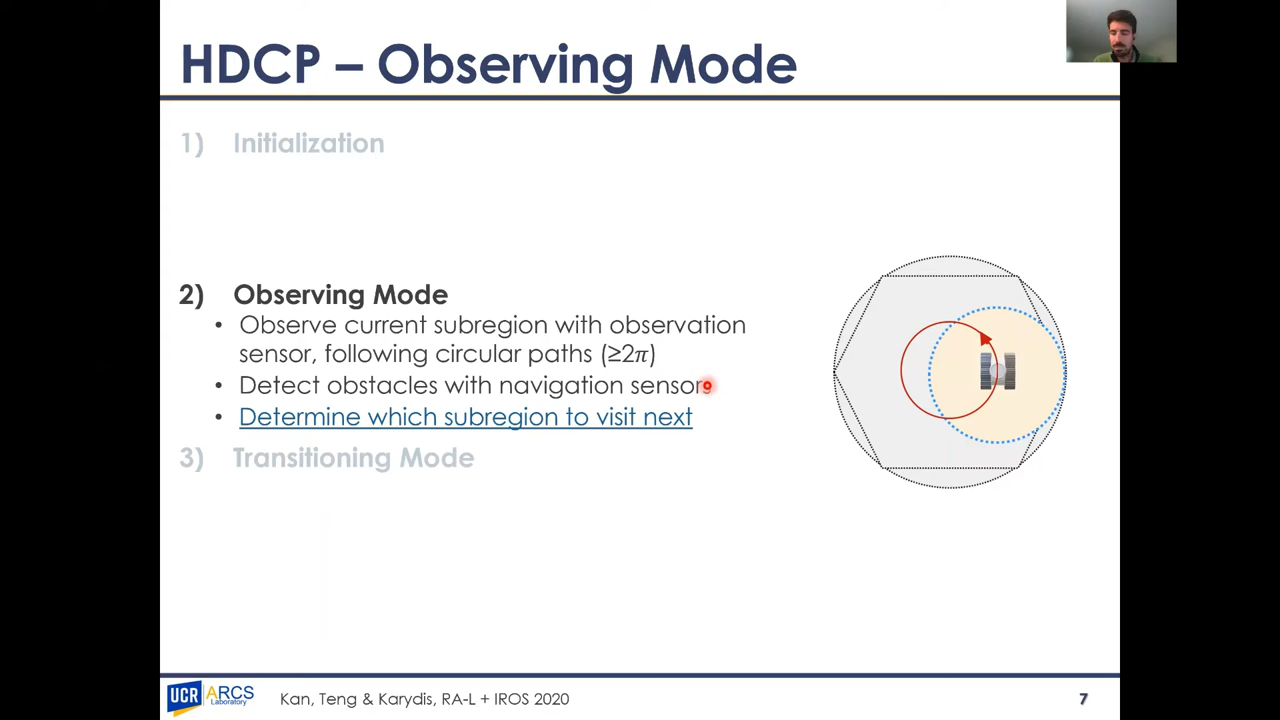 HDCP – Observing Mode
1) Initialization
2) Observing Mode
• Observe current subregion with observation
sensor, following circular paths (≥2𝜋)
• Detect obstacles with navigation sensors
• Determine which subregion to visit next
3) Transitioning Mode
UCR ARCS
Laboratory
Kan, Teng & Karydis, RA-L + IROS 2020
7